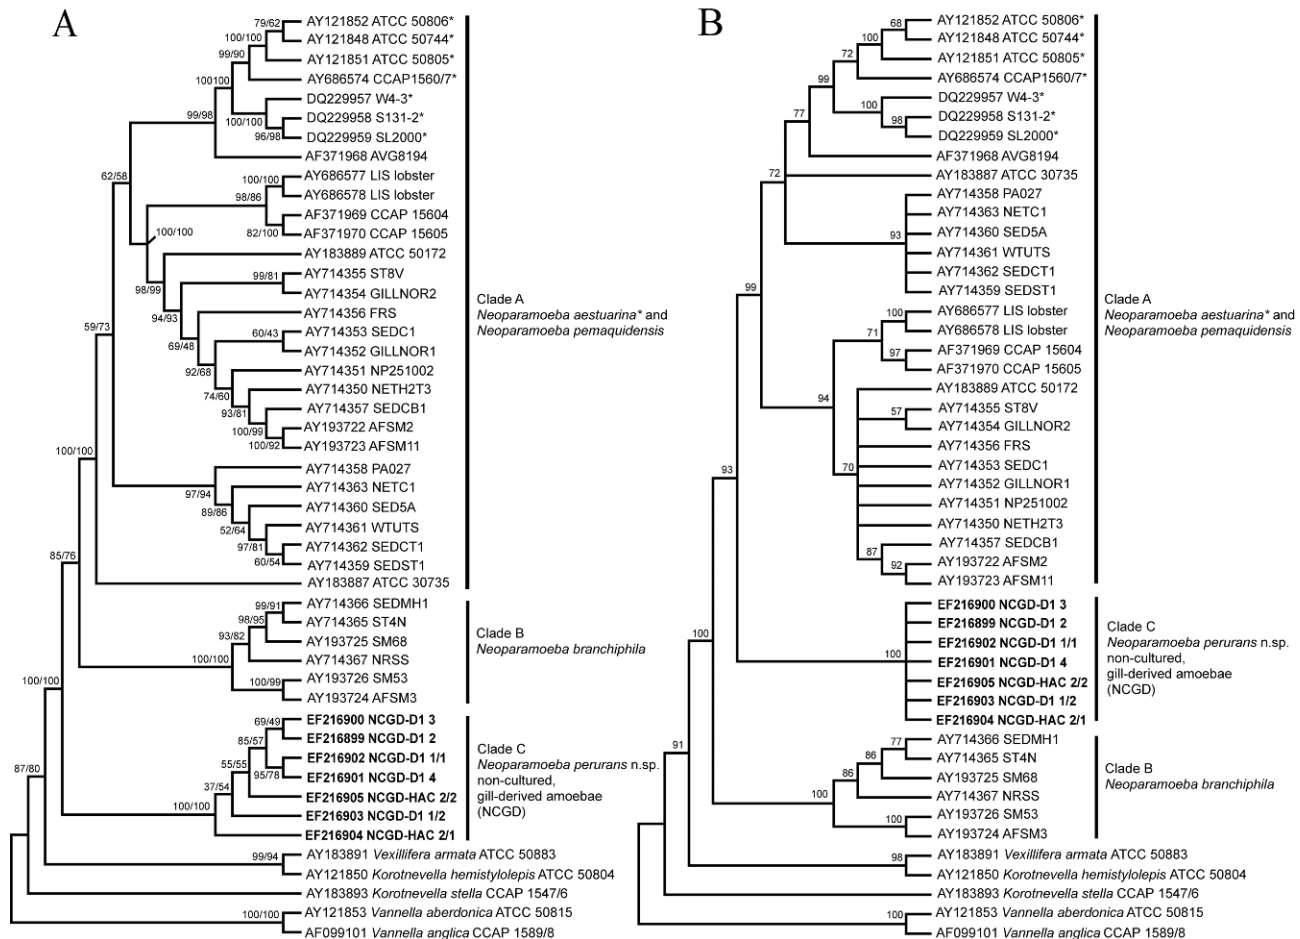 A
79/62
AY121852 ATCC 50806*
100/100
AY121848 ATCC 50744*
99/90
AY121851 ATCC 50805*
100100
AY686574 CCAP1560/7*
DQ229957 W4-3*
99/98
100/100
DQ229958 S131-2*
96/98
DQ229959 SL2000*
AF371968 AVG8194
62/58
100/100
AY686577 LIS lobster
98/86
AY686578 LIS lobster
AF371969 CCAP 15604
82/100
AF371970 CCAP 15605
100/100
AY183889 ATCC 50172
98/99
99/81
AY714355 ST8V
AY714354 GILLNOR2
94/93
AY714356 FRS
59/73
69/48
60/43
AY714353 SEDC1
AY714352 GILLNOR1
92/68
AY714351 NP251002
74/60
AY714350 NETH2T3
93/81
AY714357 SEDCB1
100/99
AY193722 AFSM2
100/92
AY193723 AFSM11
100/100
AY714358 PA027
97/94
AY714363 NETC1
89/86
AY714360 SED5A
52/64
AY714361 WTUTS
97/81
AY714362 SEDCT1
60/54
AY714359 SEDST1
85/76
AY183887 ATCC 30735
Clade A
Neoparamoeba aestuarina* and
Neoparamoeba pemaquidensis
99/91
AY714366 SEDMH1
98/95
AY714365 ST4N
93/82
AY193725 SM68
100/100
AY714367 NRSS
100/99
AY193726 SM53
AY193724 AFSM3
Clade B
Neoparamoeba branchiphila
100/100
69/49
EF216900 NCGD-D1 3
85/57
EF216899 NCGD-D1 2
55/55
EF216902 NCGD-D1 1/1
95/78
EF216901 NCGD-D1 4
37/54
EF216905 NCGD-HAC 2/2
100/100
EF216903 NCGD-D1 1/2
EF216904 NCGD-HAC 2/1
Clade C
Neoparamoeba perurans n.sp.
non-cultured,
gill-derived amoebae
(NCGD)
87/80
99/94
AY183891 Vexillifera armata ATCC 50883
AY121850 Korotnevella hemistylolepis ATCC 50804
AY183893 Korotnevella stella CCAP 1547/6
100/100
AY121853 Vannella aberdonica ATCC 50815
AF099101 Vannella anglica CCAP 1589/8
B
68
AY121852 ATCC 50806*
100
AY121848 ATCC 50744*
72
AY121851 ATCC 50805*
99
AY686574 CCAP1560/7*
DQ229957 W4-3*
77
100
DQ229958 S131-2*
98
DQ229959 SL2000*
AF371968 AVG8194
72
AY183887 ATCC 30735
AY714358 PA027
AY714363 NETC1
93
AY714360 SED5A
AY714361 WTUTS
AY714362 SEDCT1
99
AY714359 SEDST1
100
AY686577 LIS lobster
71
AY686578 LIS lobster
97
AF371969 CCAP 15604
AF371970 CCAP 15605
94
AY183889 ATCC 50172
57
AY714355 ST8V
AY714354 GILLNOR2
AY714356 FRS
70
AY714353 SEDC1
AY714352 GILLNOR1
AY714351 NP251002
AY714350 NETH2T3
87
AY714357 SEDCB1
92
AY193722 AFSM2
AY193723 AFSM11
Clade A
Neoparamoeba aestuarina* and
Neoparamoeba pemaquidensis
93
EF216900 NCGD-D1 3
EF216899 NCGD-D1 2
EF216902 NCGD-D1 1/1
100
EF216901 NCGD-D1 4
EF216905 NCGD-HAC 2/2
EF216903 NCGD-D1 1/2
EF216904 NCGD-HAC 2/1
Clade C
Neoparamoeba perurans n.sp.
non-cultured,
gill-derived amoebae
(NCGD)
100
77
AY714366 SEDMH1
86
AY714365 ST4N
86
AY193725 SM68
100
AY714367 NRSS
100
AY193726 SM53
AY193724 AFSM3
Clade B
Neoparamoeba branchiphila
91
98
AY183891 Vexillifera armata ATCC 50883
AY121850 Korotnevella hemistylolepis ATCC 50804
AY183893 Korotnevella stella CCAP 1547/6
100
AY121853 Vannella aberdonica ATCC 50815
AF099101 Vannella anglica CCAP 1589/8